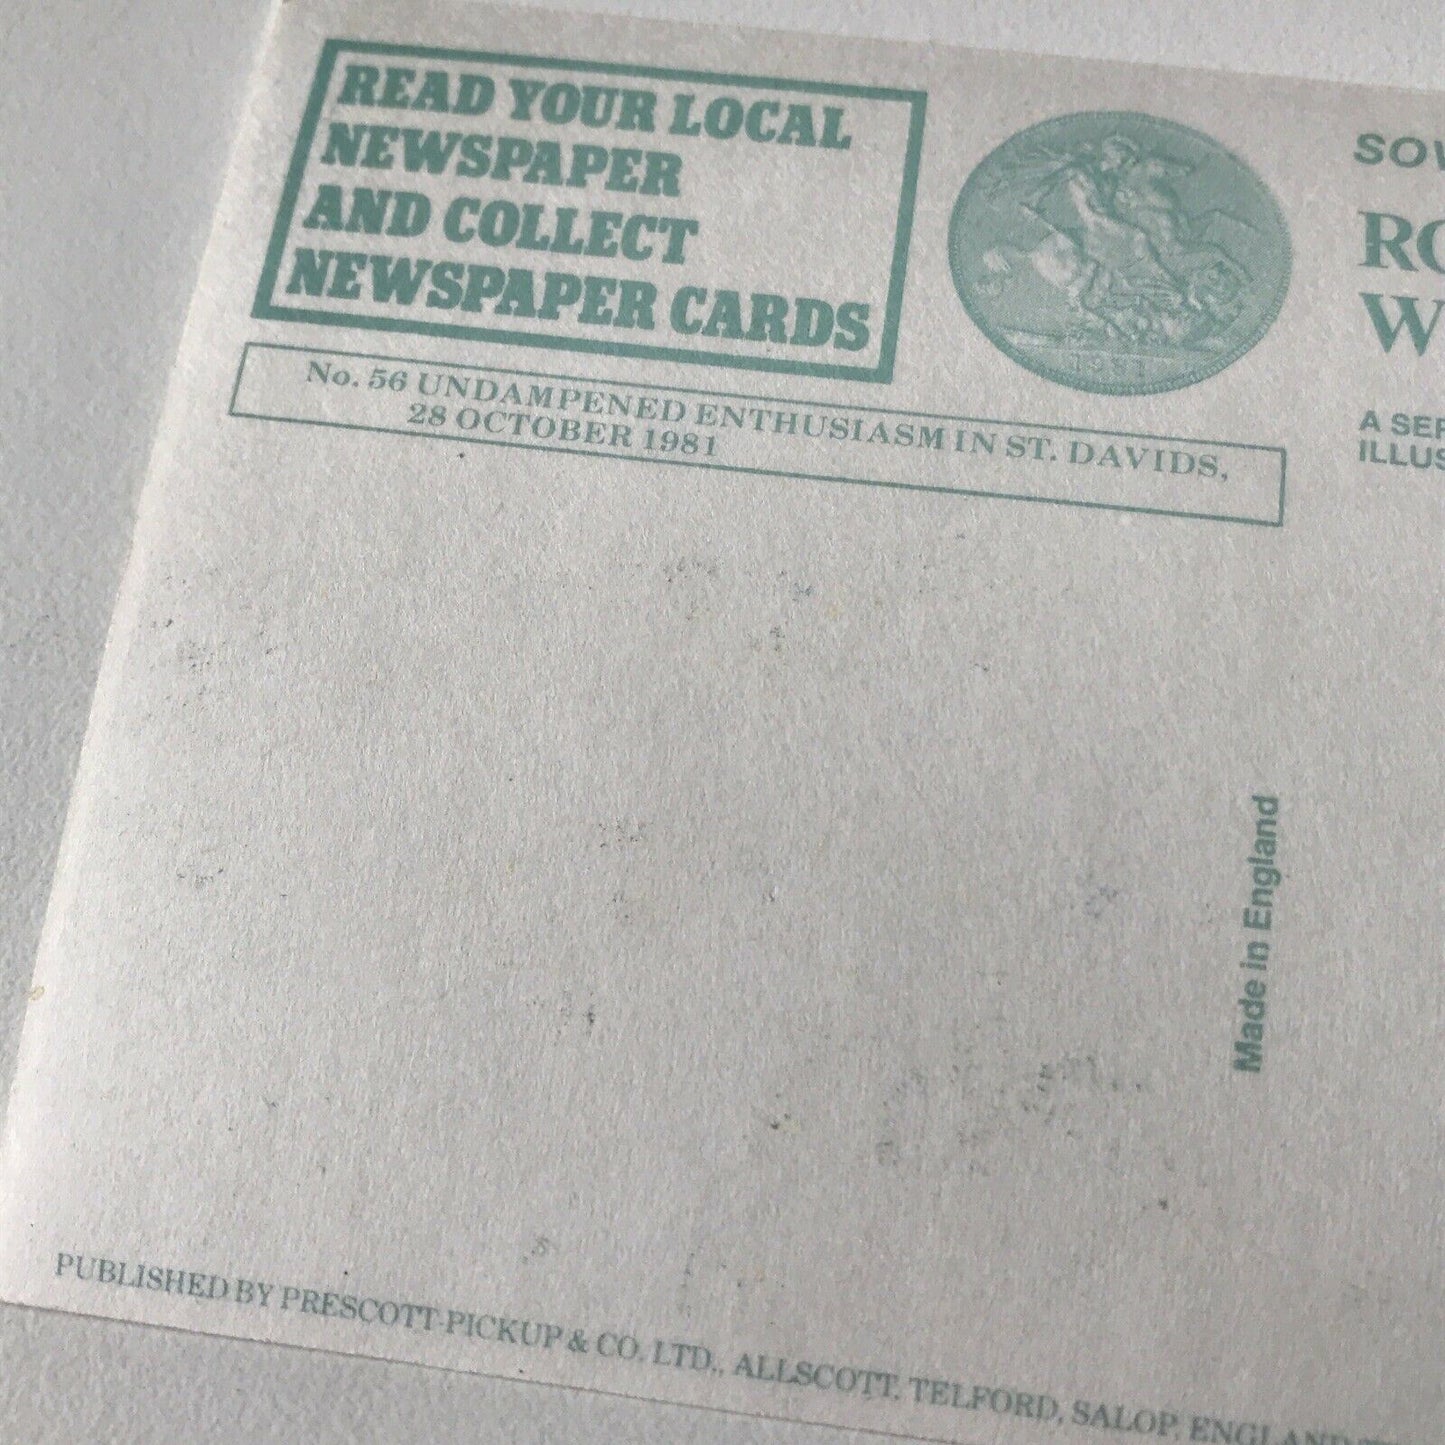 READ YOUR LOCAL
NEWSPAPER
AND COLLECT
NEWSPAPER CARDS
No. 56 UNDAMPENED ENTHUSIASM IN ST. DAVIDS,
28 OCTOBER 1981
1981
Made in England
PUBLISHED BY PRESCOTT-PICKUP & CO. LTD., ALLSCOTT, TELFORD, SALOP, ENGLAND